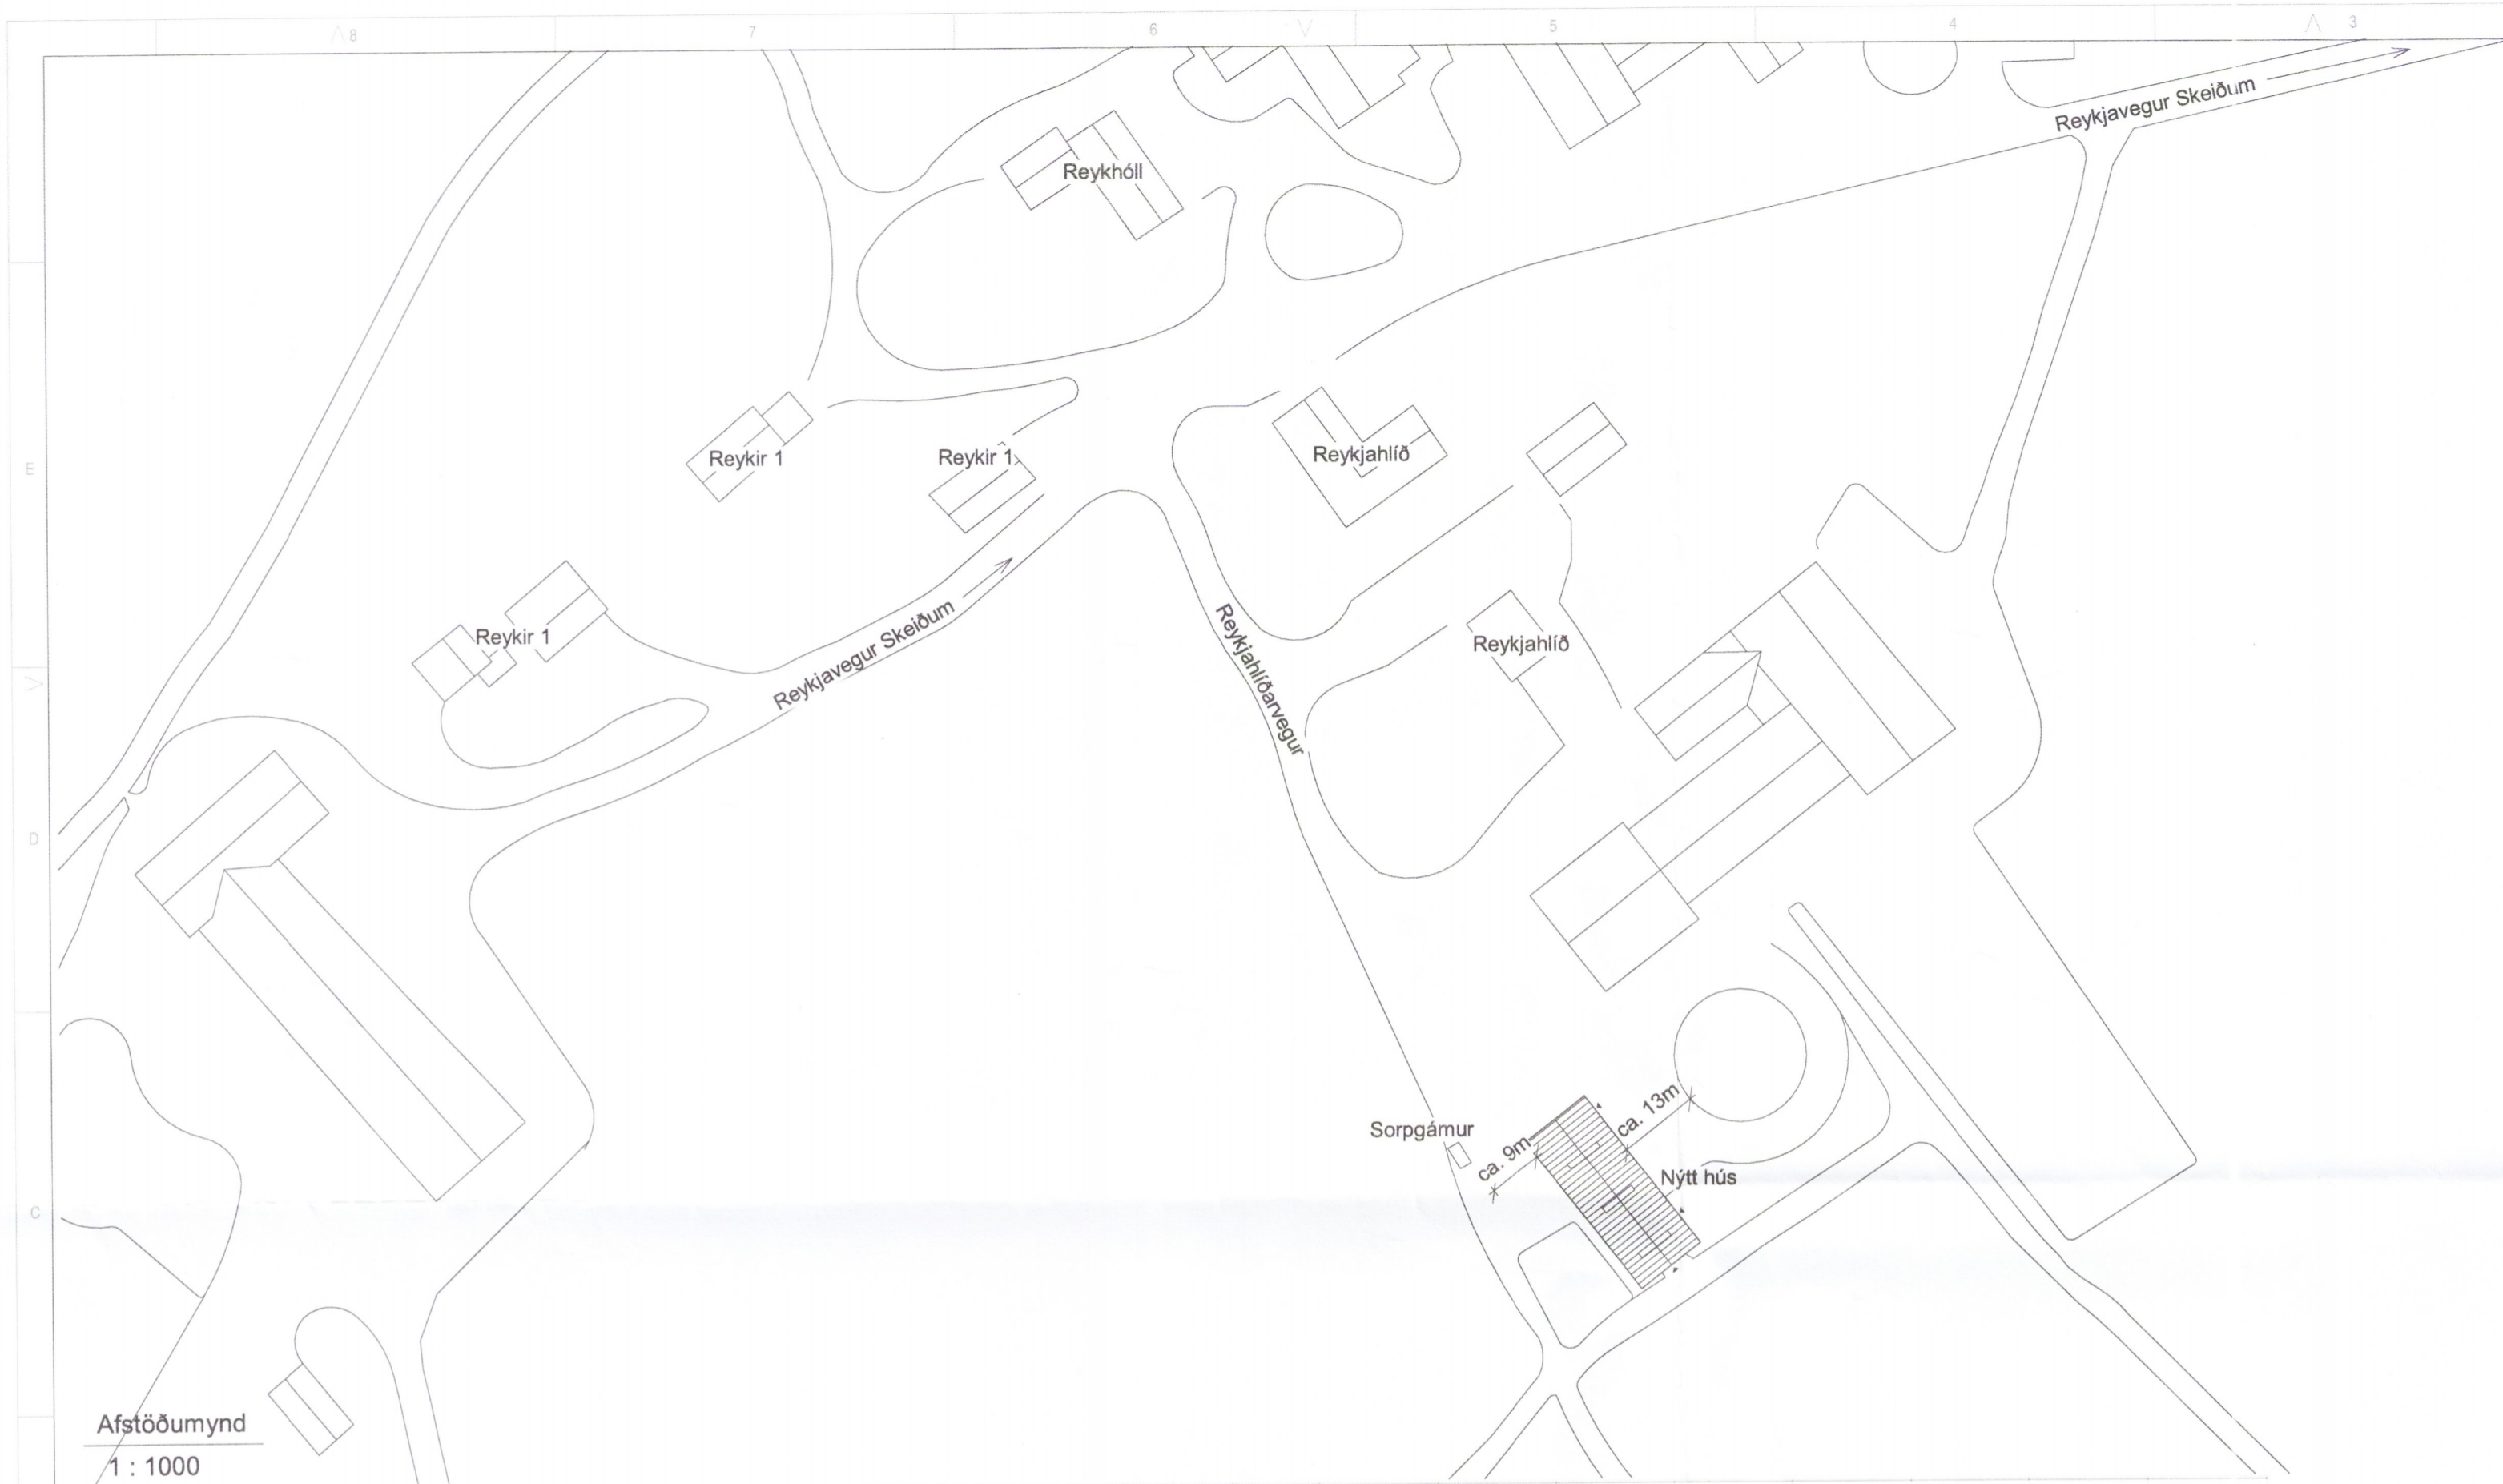 8
7
6
5
4
3
Reykjavegur Skeiðum
Reykhóll
E
Reykir 1
Reykir 1
Reykjahlíð
Reykir 1
Reykjavegur Skeiðum
Reykjahlíðarvegur
Reykjahlíð
D
ca. 13m
Sorpgámur
ca. 9m
Nýtt hús
C
Afstöðumynd
1 : 1000